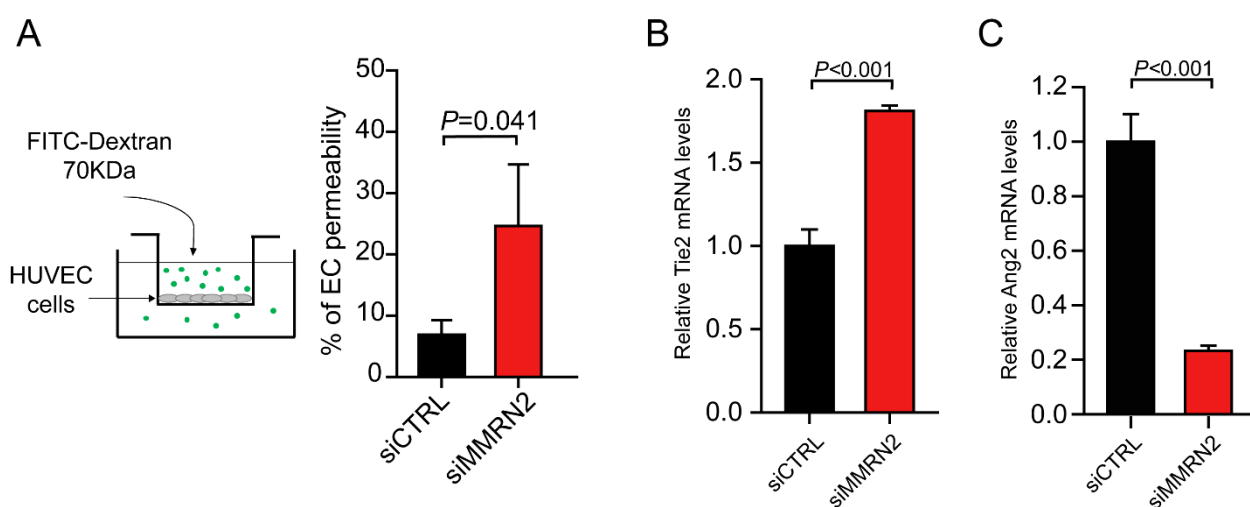 A
FITC-Dextran
70KDa
HUVEC
cells
% of EC permeability
50
40
30
20
10
0
P=0.041
siCTRL
siMMRN2
B
Relative Tie2 mRNA levels
2.0
1.5
1.0
0.5
0.0
P<0.001
siCTRL
siMMRN2
C
Relative Ang2 mRNA levels
1.2
1.0
0.8
0.6
0.4
0.2
0.0
P<0.001
siCTRL
siMMRN2